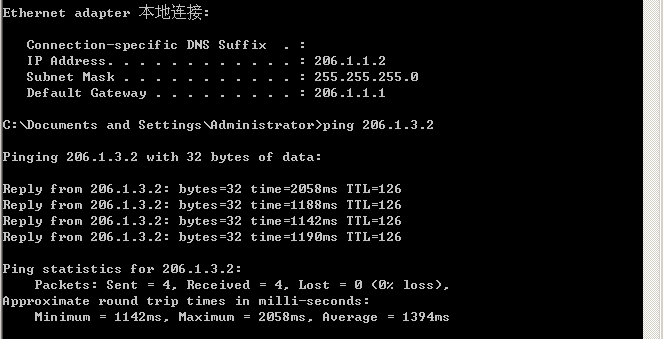 Ethernet adapter 本地连接:
Connection-specific DNS Suffix  . :
IP Address. . . . . . . . . . . . : 206.1.1.2
Subnet Mask . . . . . . . . . . . : 255.255.255.0
Default Gateway . . . . . . . . . : 206.1.1.1
C:\Documents and Settings\Administrator>ping 206.1.3.2
Pinging 206.1.3.2 with 32 bytes of data:
Reply from 206.1.3.2: bytes=32 time=2058ms TTL=126
Reply from 206.1.3.2: bytes=32 time=1188ms TTL=126
Reply from 206.1.3.2: bytes=32 time=1142ms TTL=126
Reply from 206.1.3.2: bytes=32 time=1190ms TTL=126
Ping statistics for 206.1.3.2:
Packets: Sent = 4, Received = 4, Lost = 0 (0% loss),
Approximate round trip times in milli-seconds:
Minimum = 1142ms, Maximum = 2058ms, Average = 1394ms